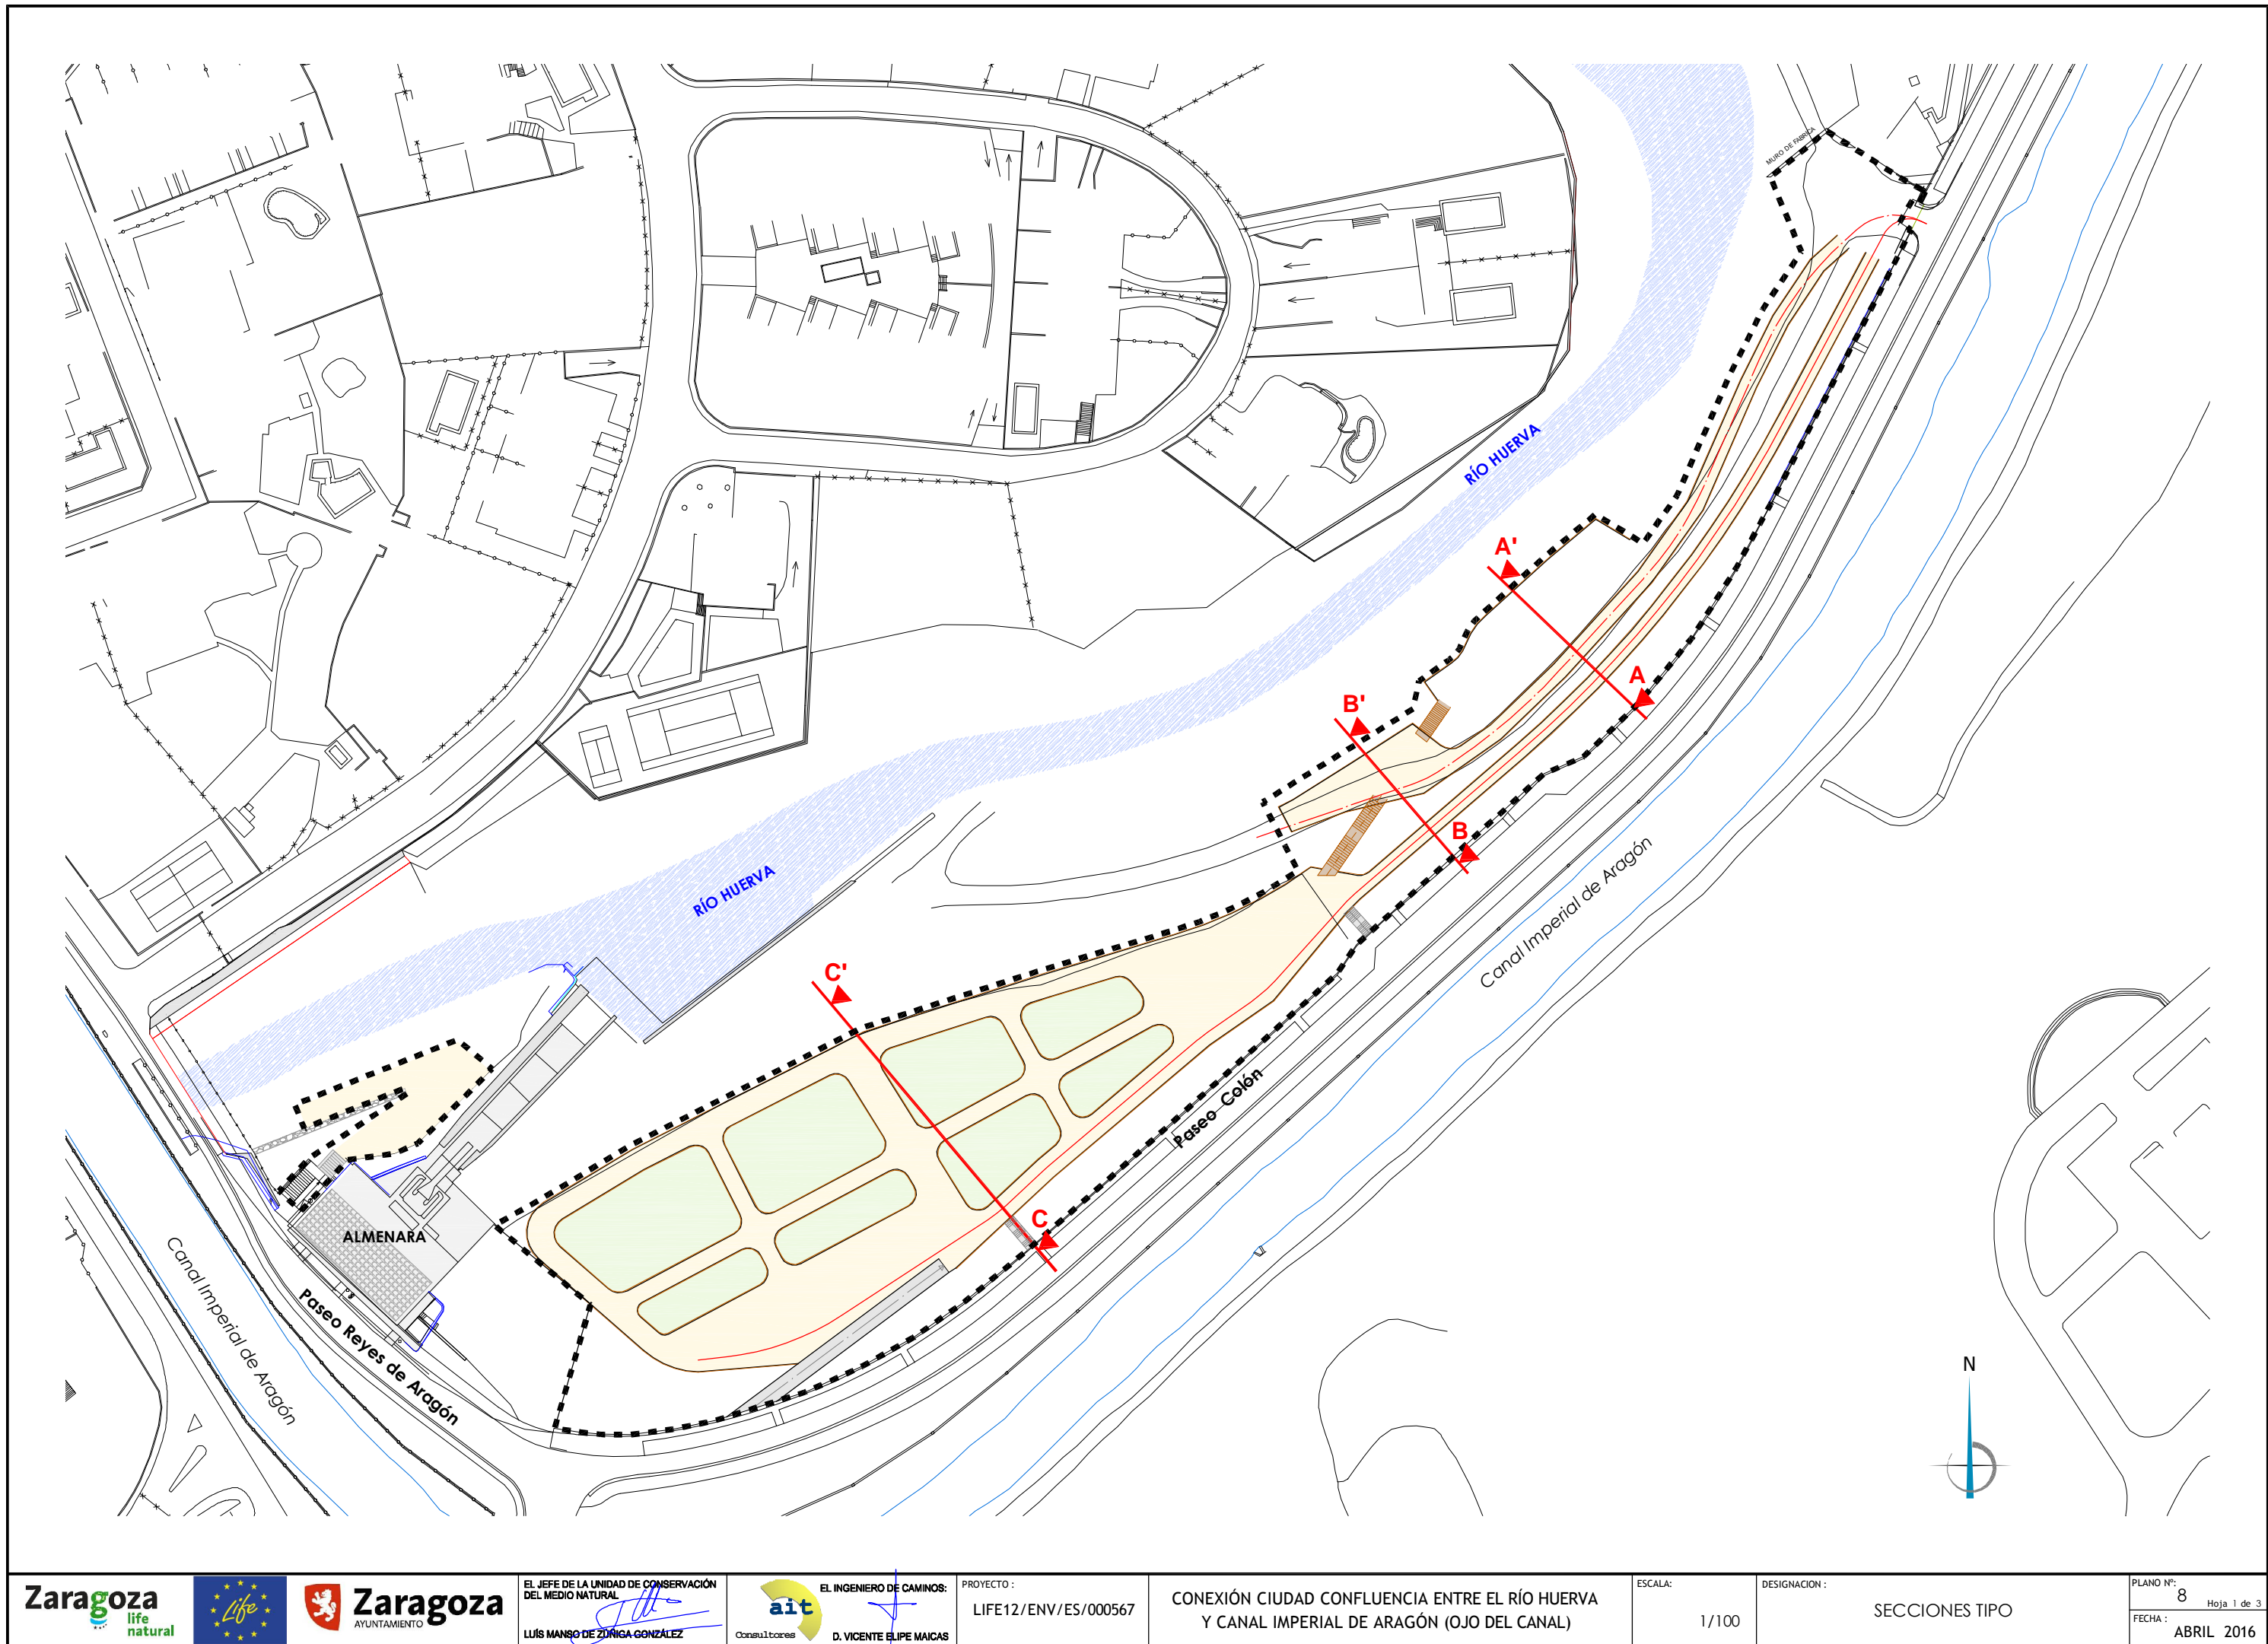 MURO DE FABRICA
RÍO HUERVA
A'
A
B'
B
RÍO HUERVA
Canal Imperial de Aragón
C'
C
Paseo Colón
ALMENARA
Canal Imperial de Aragón
Paseo Reyes de Aragón
N
Zaragoza
life
natural
Life
Zaragoza
AYUNTAMIENTO
EL JEFE DE LA UNIDAD DE CONSERVACIÓN
DEL MEDIO NATURAL
LUÍS MANSO DE ZÚÑIGA GONZÁLEZ
ait
Consultores
EL INGENIERO DE CAMINOS:
D. VICENTE ELIPE MAICAS
PROYECTO :
LIFE12/ENV/ES/000567
CONEXIÓN CIUDAD CONFLUENCIA ENTRE EL RÍO HUERVA
Y CANAL IMPERIAL DE ARAGÓN (OJO DEL CANAL)
ESCALA:
1/100
DESIGNACION :
SECCIONES TIPO
PLANO Nº:
8
Hoja 1 de 3
FECHA :
ABRIL 2016